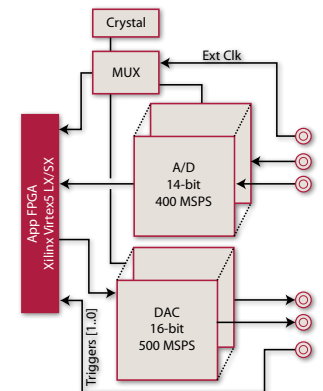 Crystal
Ext Clk
MUX
A/D
14-bit
400 MSPS
App FPGA
Xilinx Virtex5 LX/SX
DAC
16-bit
500 MSPS
Triggers [1..0]